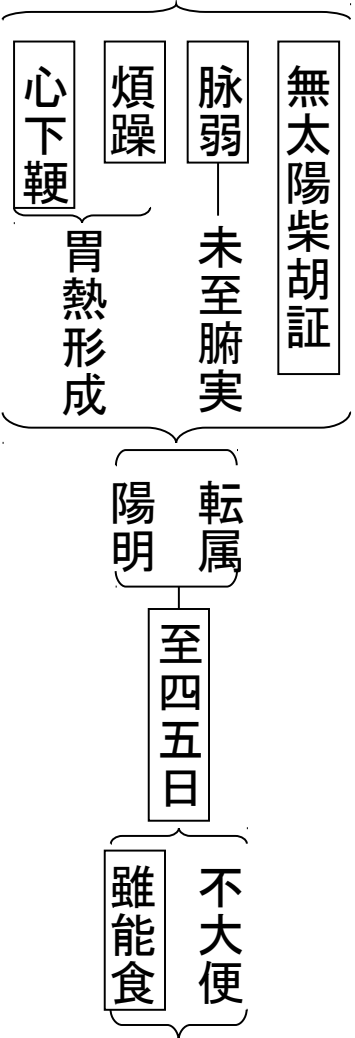 無太陽柴胡証
脉弱
未至腑実
煩躁
心下鞕
胃熱形成
転属
陽明
至四五日
不大便
雖能食